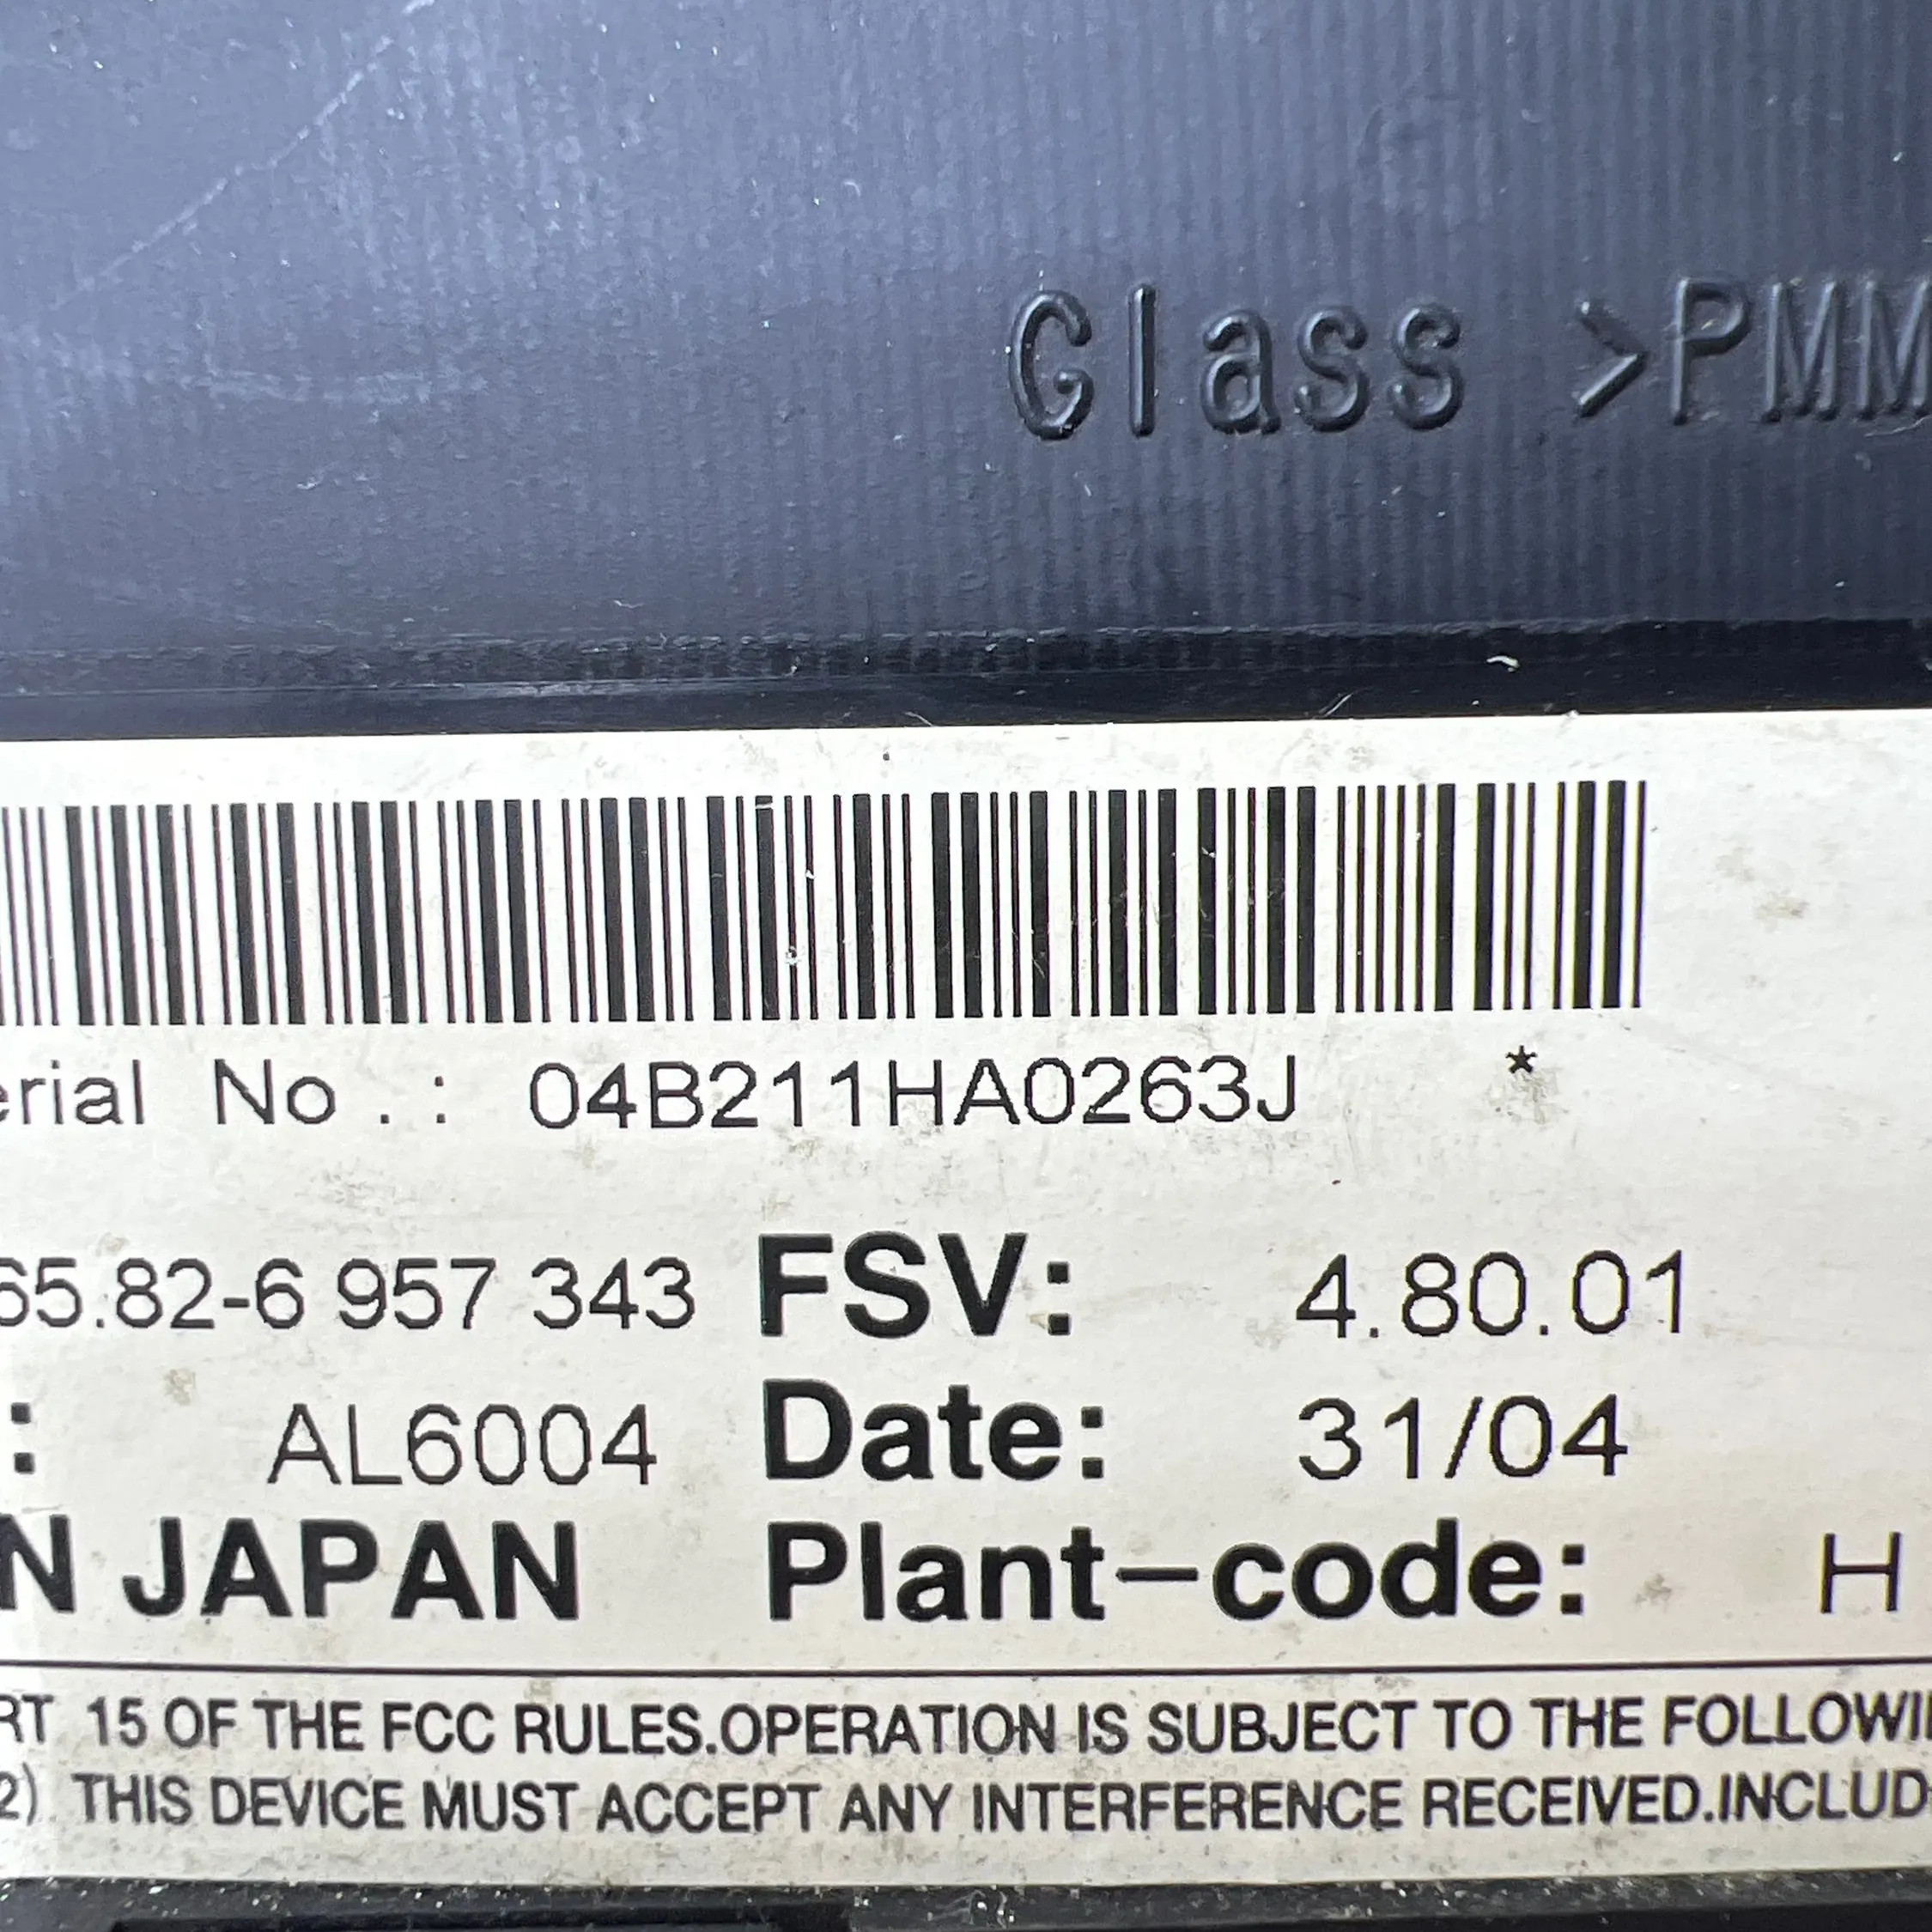 Glass >PMM
erial No.: 04B211HA0263J *
65.82-6 957 343 FSV: 4.80.01
: AL6004 Date: 31/04
N JAPAN Plant-code: H
RT 15 OF THE FCC RULES.OPERATION IS SUBJECT TO THE FOLLOWI
2) THIS DEVICE MUST ACCEPT ANY INTERFERENCE RECEIVED.INCLUD